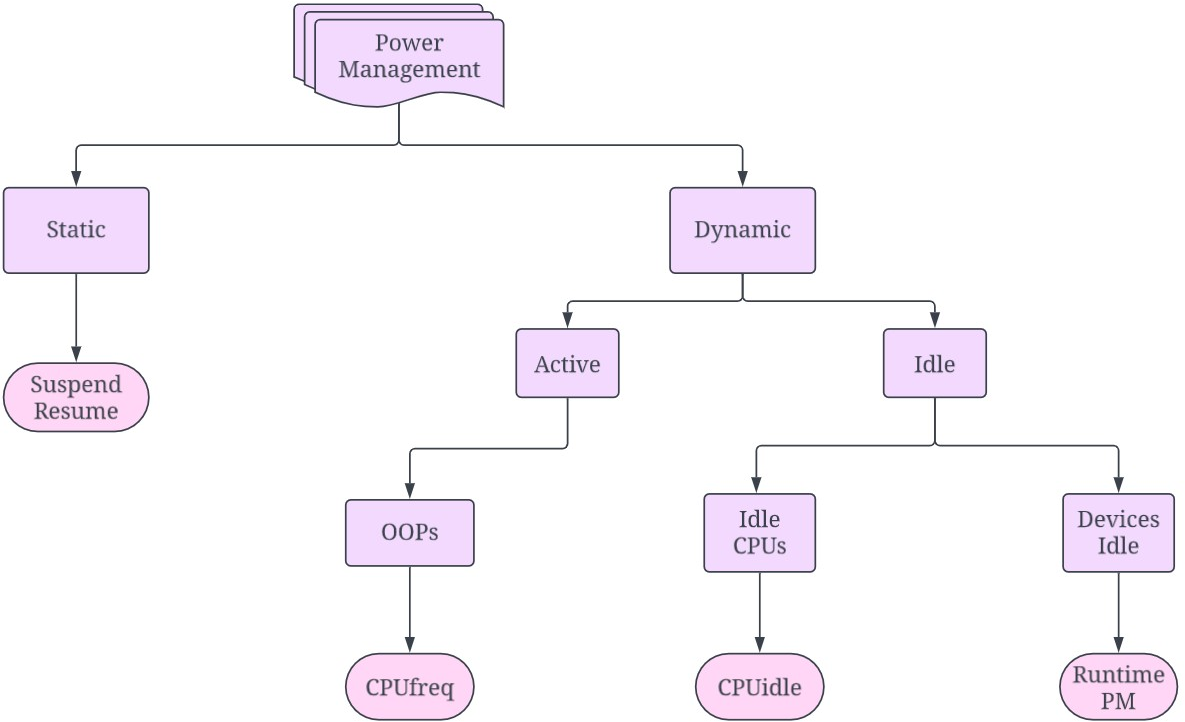 Power
Management
Static
Dynamic
Suspend
Resume
Active
Idle
OOPs
Idle
CPUs
Devices
Idle
CPUfreq
CPUidle
Runtime
PM